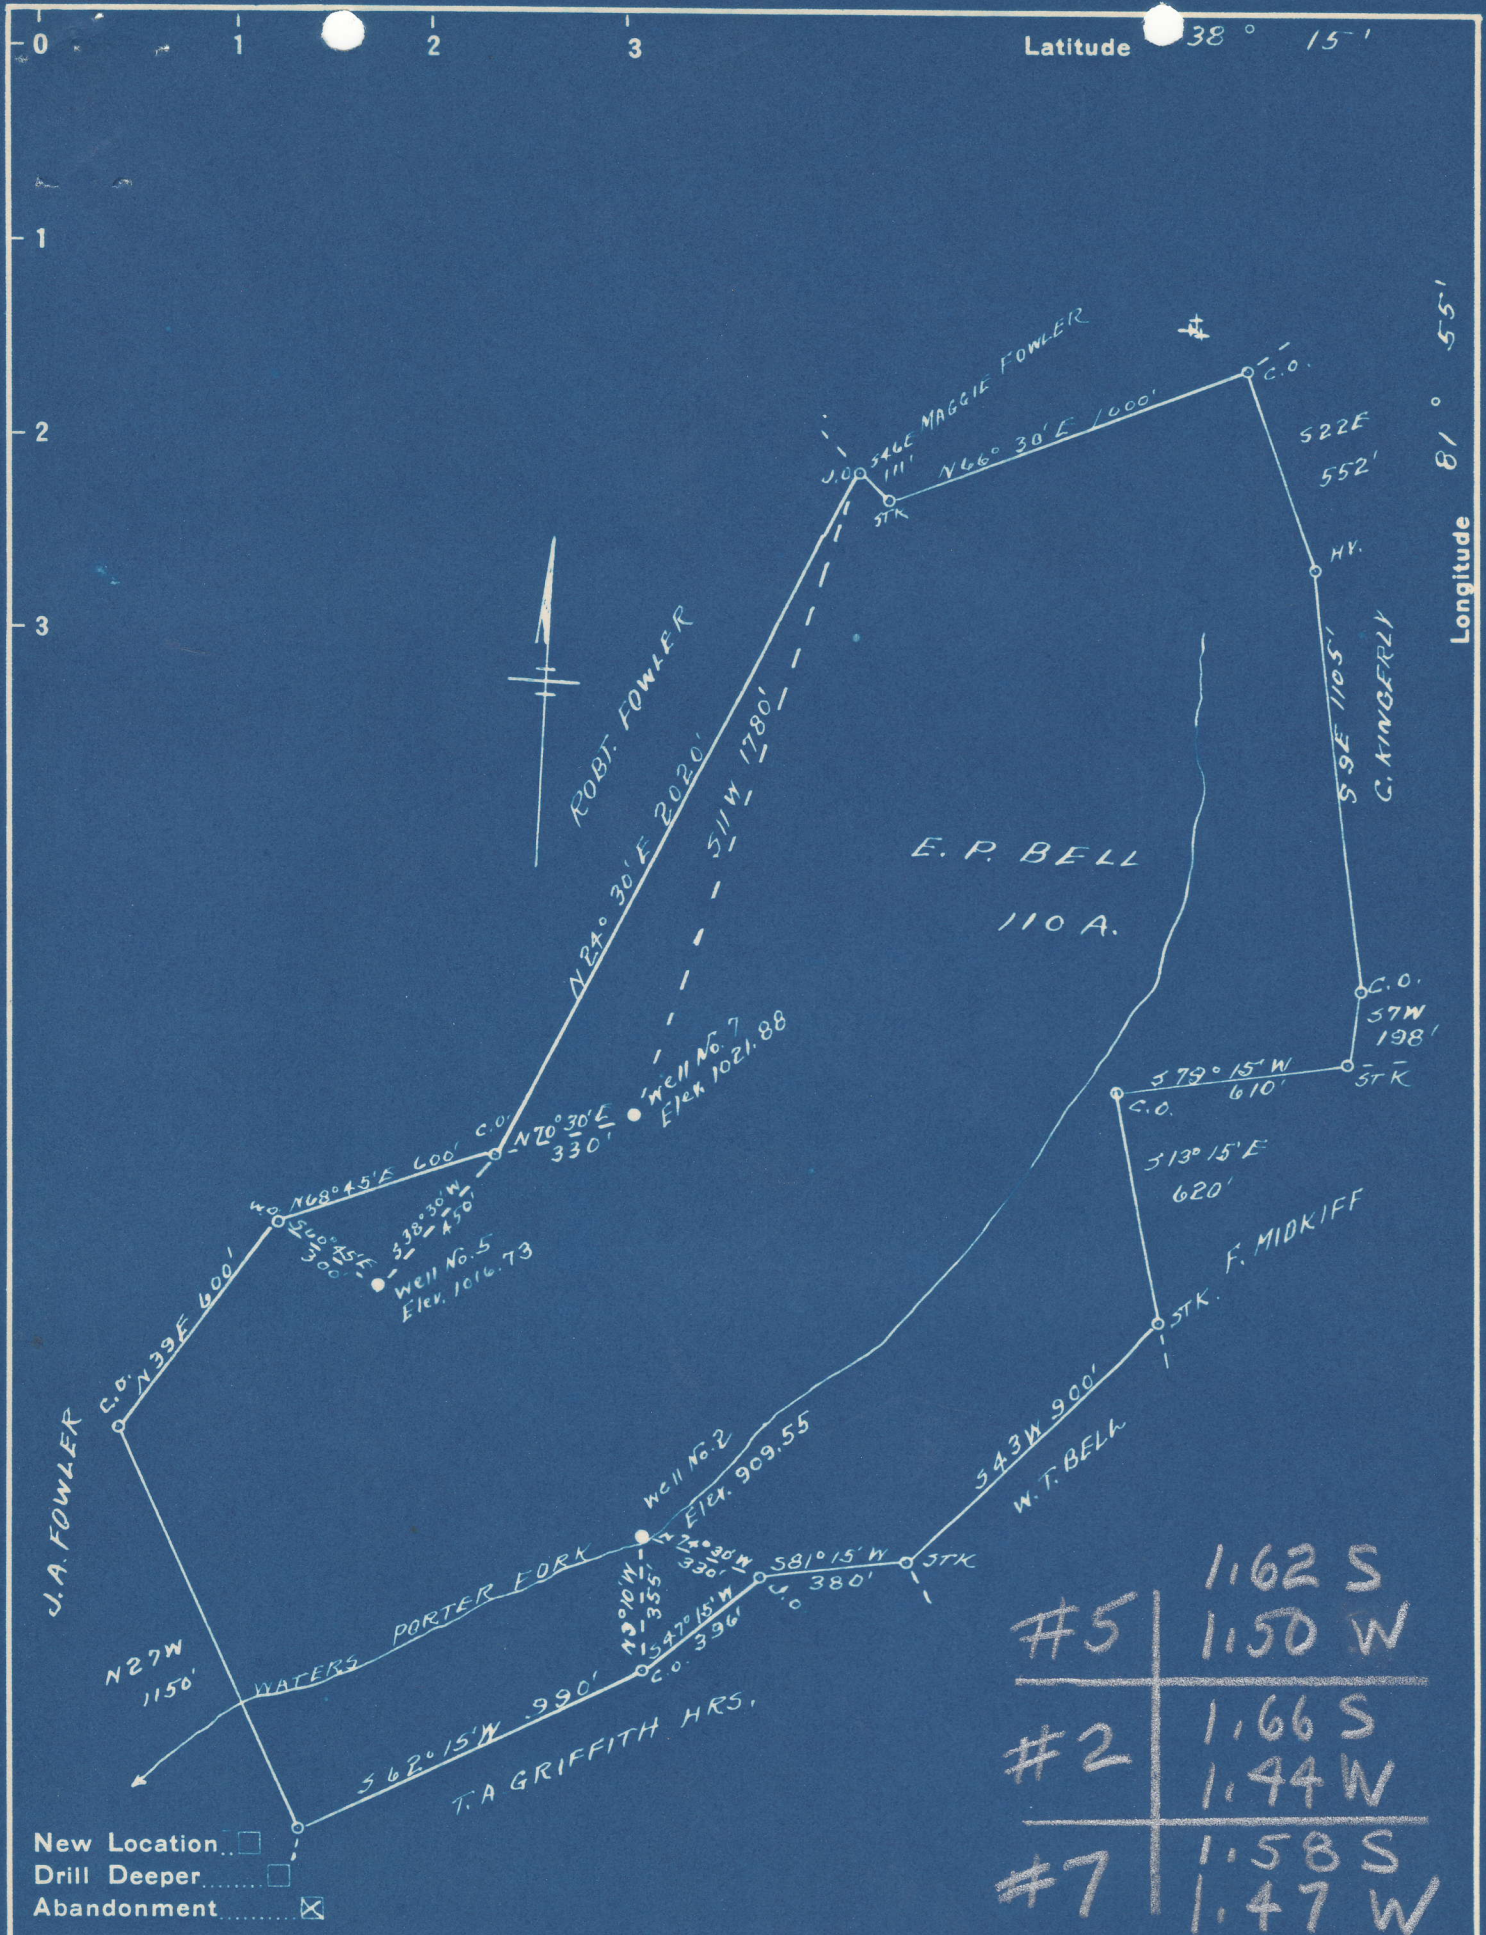 0 1 2 3
Latitude 38° 15'
1
2
3
Longitude 81° 55'
MAGGIE FOWLER
C.O.
S22E
552'
J.O.
S46E
111'
N66° 30'E 1000'
STK
HY.
ROBT. FOWLER
S9E 1105'
G. KINGERLY
N24° 30'E 2020'
S11W 1780'
E. P. BELL
110 A.
C.O.
S7W
198'
STK
S79° 15'W
610'
C.O.
Well No. 7
Elev. 1021.88
C.O.
N70°30'E
330'
S13° 15'E
620'
N68°45'E 600'
W.O.
S60°45'E
300'
S38°30'W
450'
Well No. 5
Elev. 1016.73
F. MIDKIFF
STK.
N39E 600'
C.O.
J.A. FOWLER
S43W 900'
W.T. BELL
Well No. 2
Elev. 909.55
N74°30'W
330'
S81°15'W
380'
STK
PORTER FORK
WATERS
N3°10'W
355'
S47°15'W
396'
C.O.
N27W
1150'
S62°15'W 990'
T.A GRIFFITH HRS.
#5 1.62 S
1.50 W
#2 1.66 S
1.44 W
#7 1.58 S
1.47 W
New Location
Drill Deeper
Abandonment